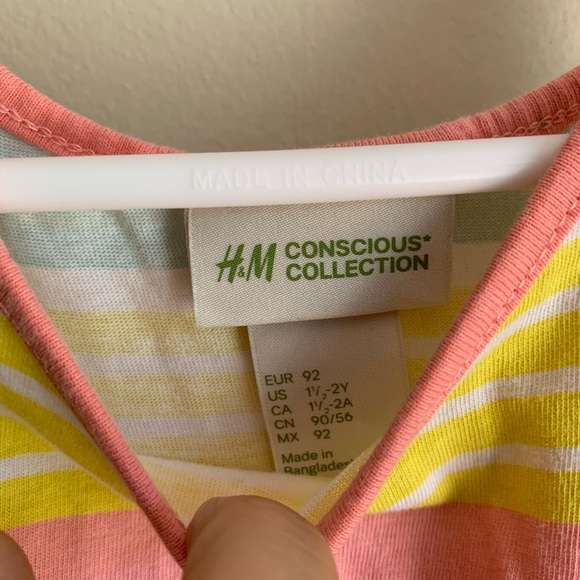 MADE IN CHINA
H&M CONSCIOUS*
COLLECTION
EUR 92
US 1½-2Y
CA 1½-2A
CN 90/56
MX 92
Made in
Bangladesh